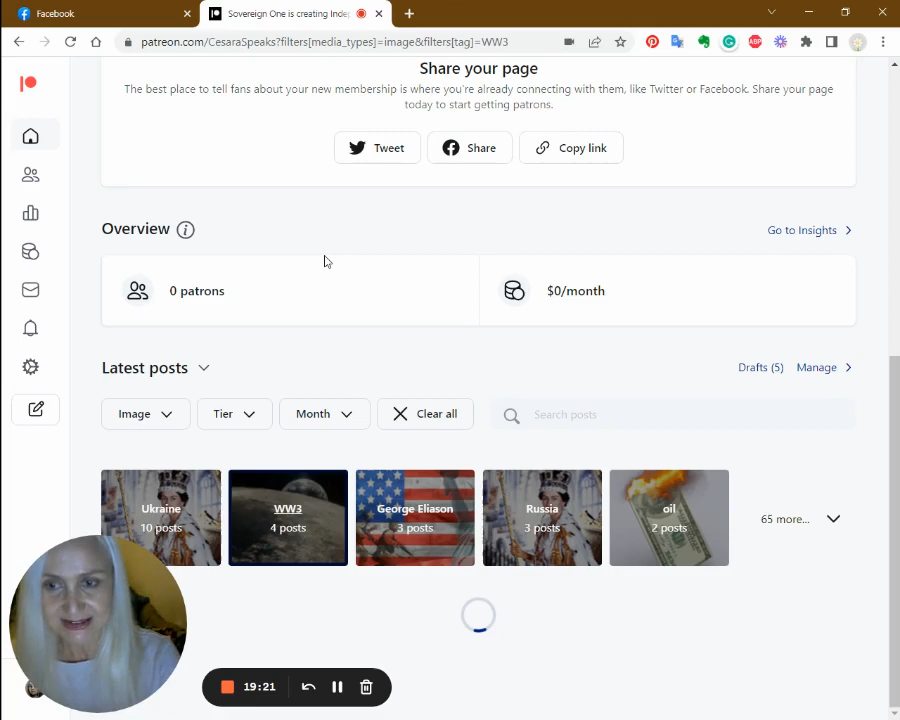 Facebook
Sovereign One is creating Inde
patreon.com/CesaraSpeaks?filters[media_types]=image&filters[tag]=WW3
ABP
Share your page
The best place to tell fans about your new membership is where you're already connecting with them, like Twitter or Facebook. Share your page
today to start getting patrons.
Tweet
Share
Copy link
Overview
Go to Insights
0 patrons
$0/month
Latest posts
Drafts (5)
Manage
Image
Tier
Month
Clear all
Search posts
Ukraine
10 posts
WW3
4 posts
George Eliason
3 posts
Russia
3 posts
oil
2 posts
65 more...
19:21